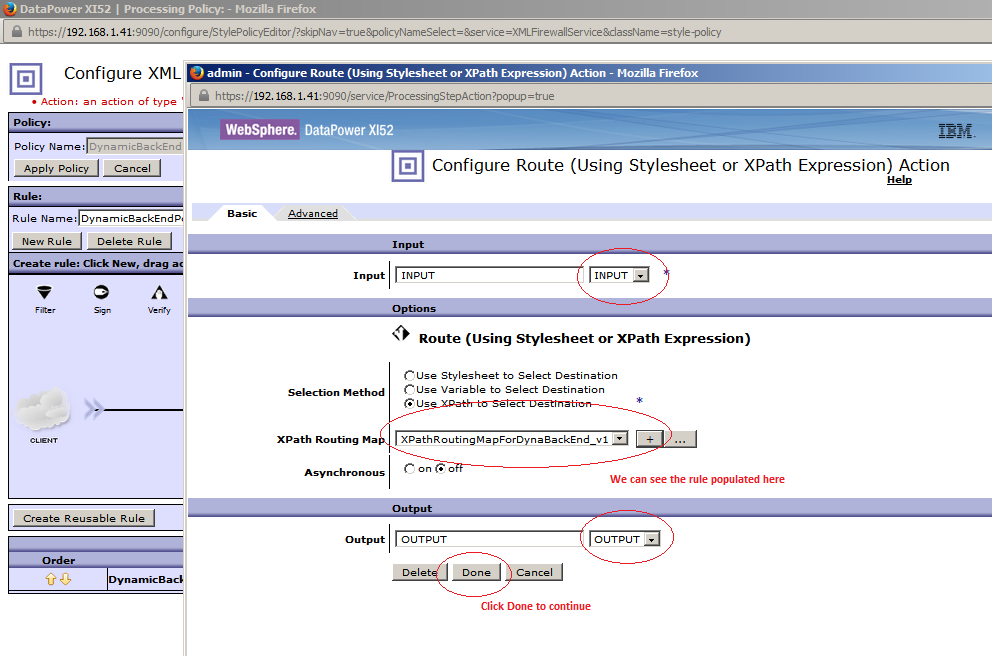 DataPower XI52 | Processing Policy: - Mozilla Firefox
https://192.168.1.41:9090/configure/StylePolicyEditor/?skipNav=true&policyNameSelect=&service=XMLFirewallService&className=style-policy
Configure XML
• Action: an action of type '
Policy:
Policy Name: DynamicBackEnd
Apply Policy Cancel
Rule:
Rule Name: DynamicBackEndPo
New Rule Delete Rule
Create rule: Click New, drag ac
Filter Sign Verify
CLIENT
Create Reusable Rule
Order
DynamicBack
admin - Configure Route (Using Stylesheet or XPath Expression) Action - Mozilla Firefox
https://192.168.1.41:9090/service/ProcessingStepAction?popup=true
WebSphere. DataPower XI52 IBM.
Configure Route (Using Stylesheet or XPath Expression) Action
Help
Basic Advanced
Input
Input INPUT INPUT *
Options
Route (Using Stylesheet or XPath Expression)
Use Stylesheet to Select Destination
Use Variable to Select Destination
Selection Method
Use XPath to Select Destination *
XPath Routing Map XPathRoutingMapForDynaBackEnd_v1 + ...
Asynchronous on off
We can see the rule populated here
Output
Output OUTPUT OUTPUT
Delete Done Cancel
Click Done to continue